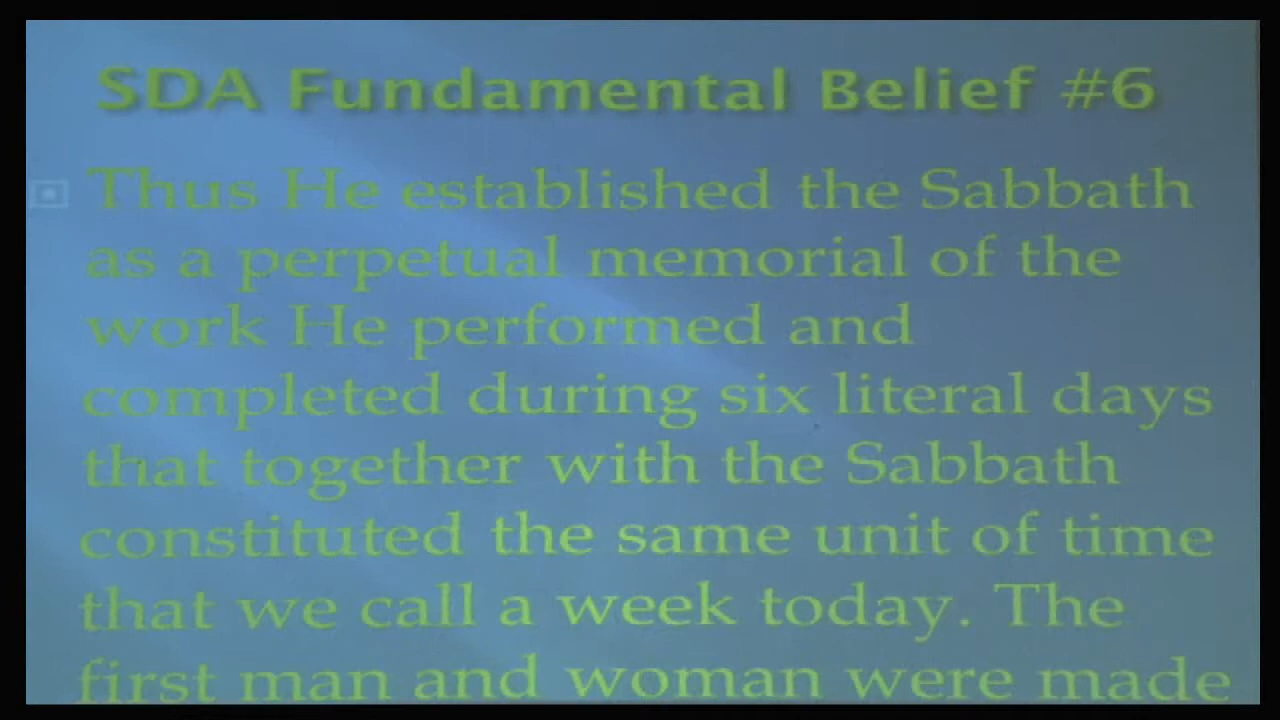 SDA Fundamental Belief #6
Thus He established the Sabbath
as a perpetual memorial of the
work He performed and
completed during six literal days
that together with the Sabbath
constituted the same unit of time
that we call a week today. The
first man and woman were made